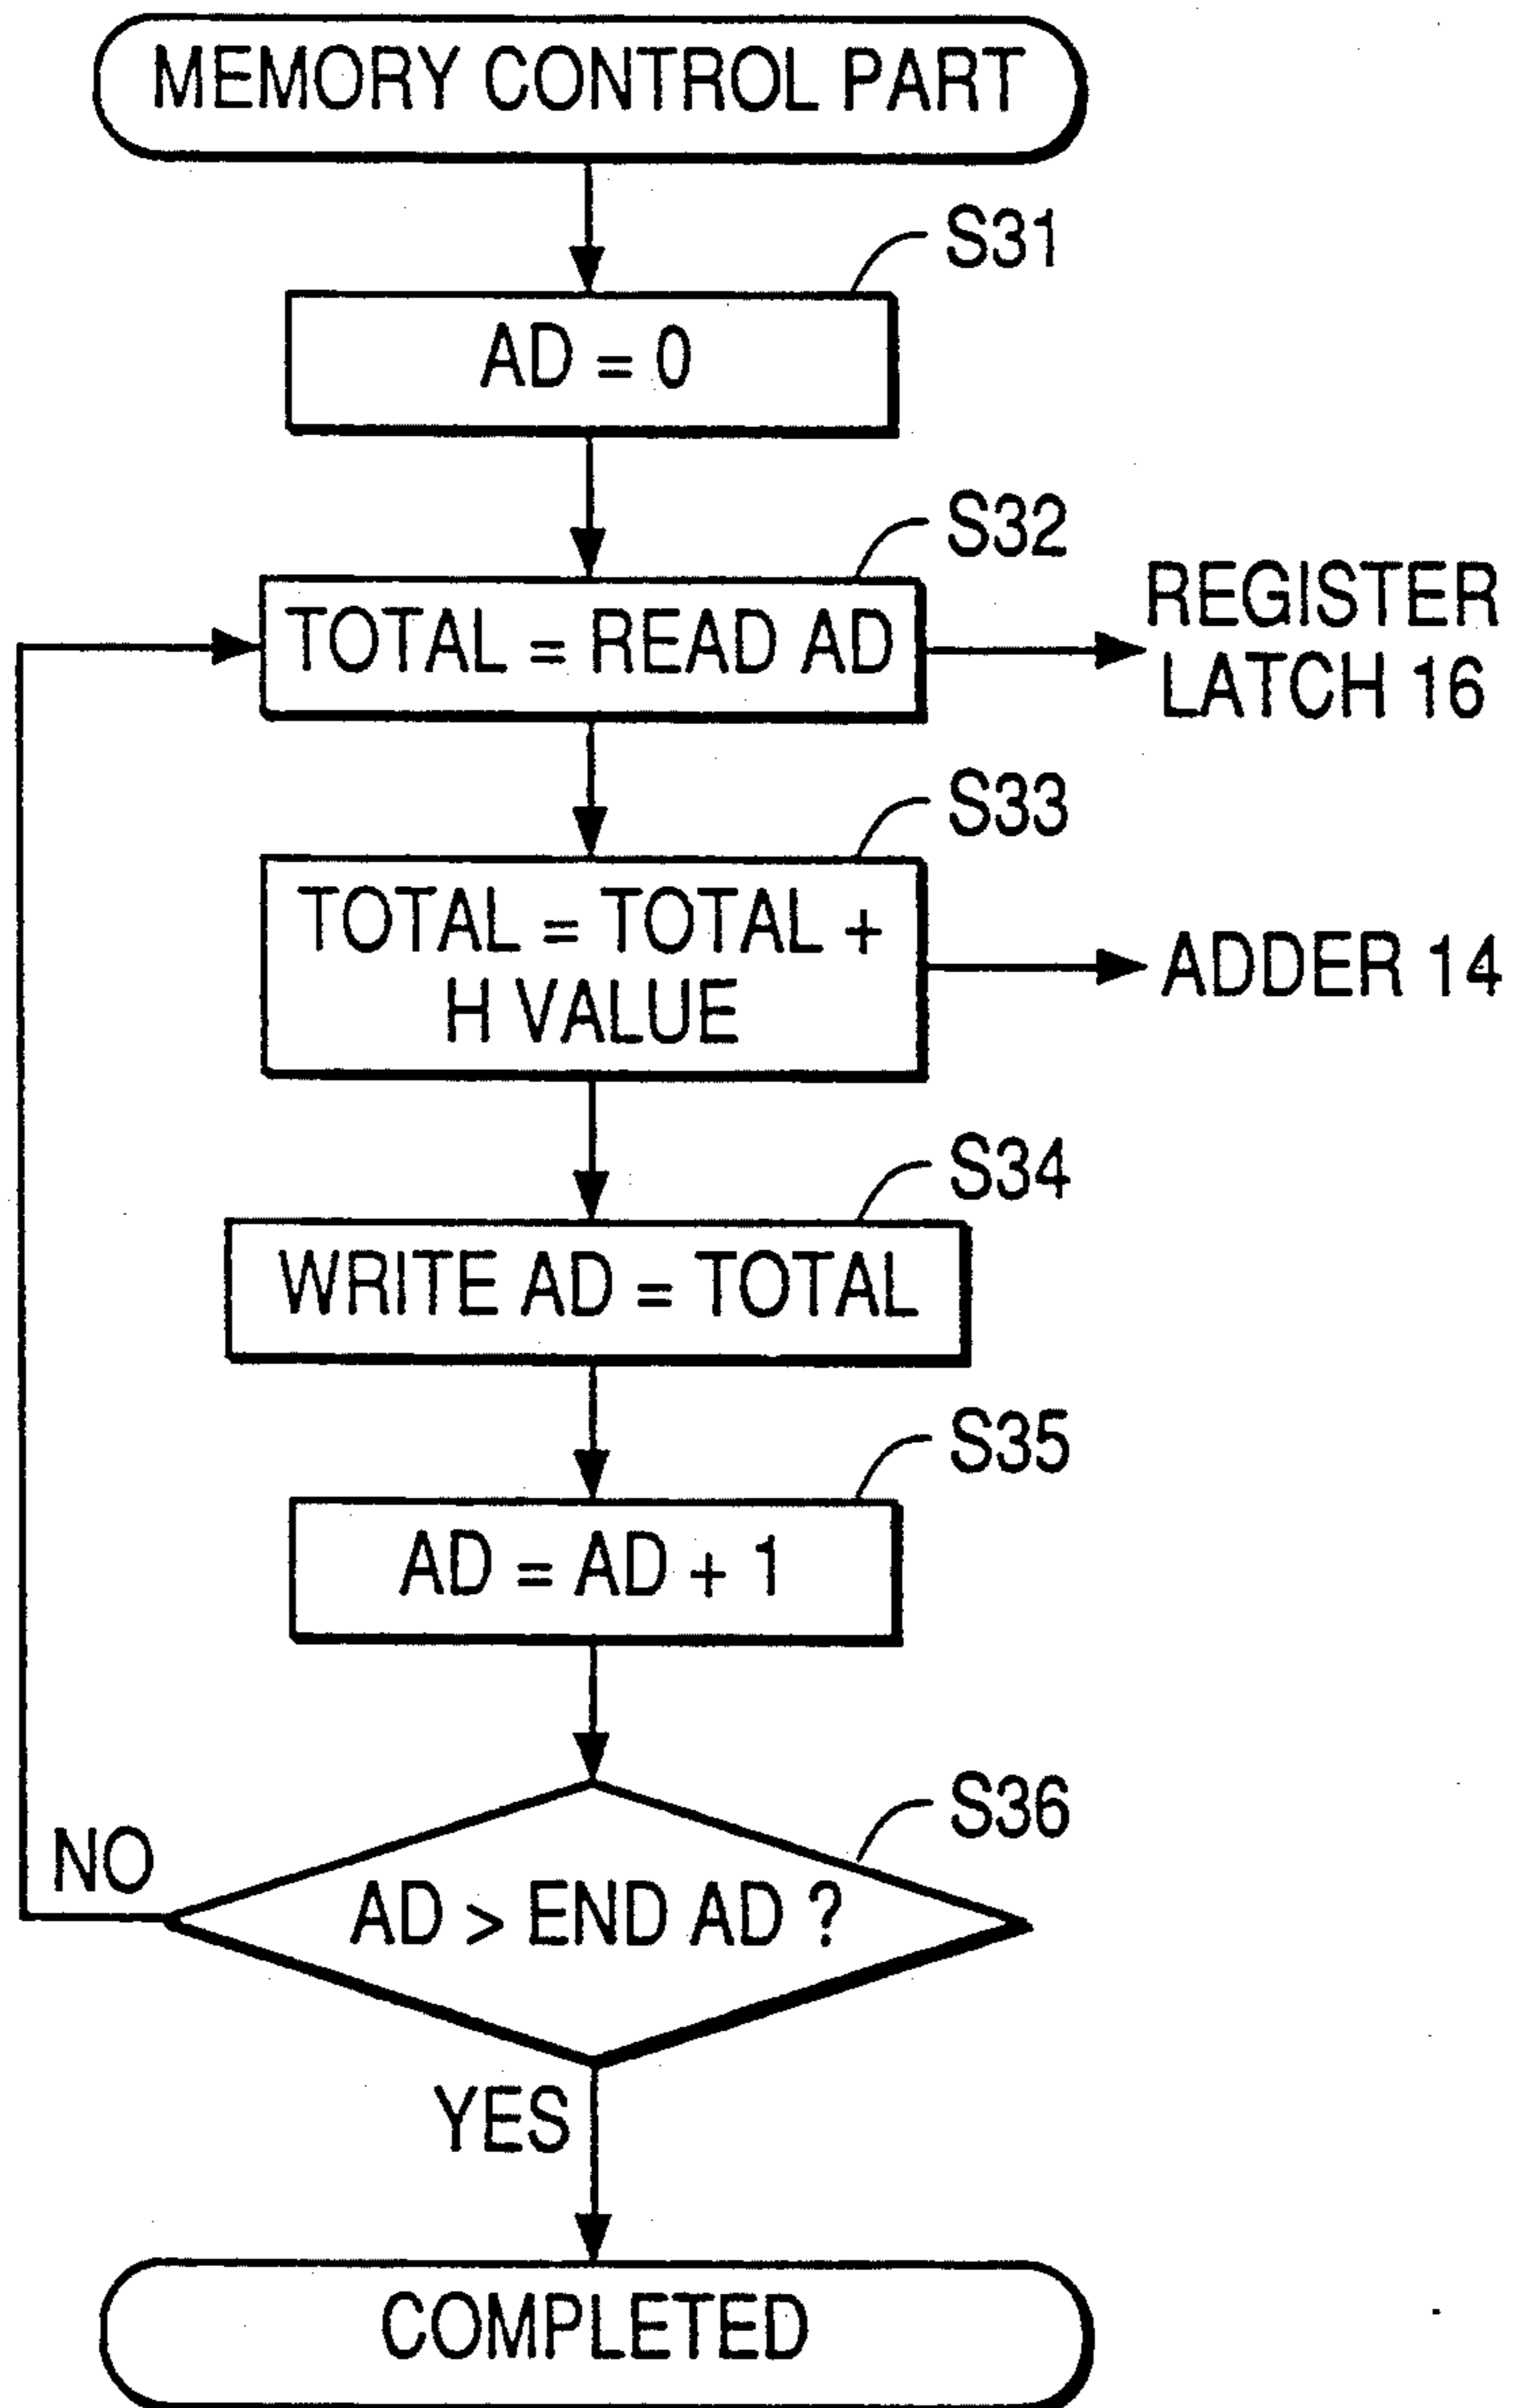 MEMORY CONTROL PART
S31
AD = 0
S32
TOTAL = READ AD
REGISTER
LATCH 16
S33
TOTAL = TOTAL +
H VALUE
ADDER 14
S34
WRITE AD = TOTAL
S35
AD = AD + 1
S36
AD > END AD ?
NO
YES
COMPLETED